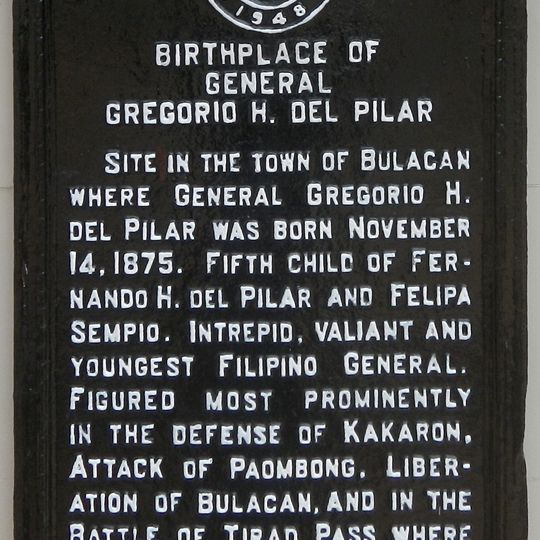 1948
BIRTHPLACE OF
GENERAL
GREGORIO H. DEL PILAR
SITE IN THE TOWN OF BULACAN
WHERE GENERAL GREGORIO H.
DEL PILAR WAS BORN NOVEMBER
14, 1875. FIFTH CHILD OF FER-
NANDO H. DEL PILAR AND FELIPA
SEMPIO. INTREPID, VALIANT AND
YOUNGEST FILIPINO GENERAL.
FIGURED MOST PROMINENTLY
IN THE DEFENSE OF KAKARON,
ATTACK OF PAOMBONG, LIBER-
ATION OF BULACAN, AND IN THE
BATTLE OF TIRAD PASS WHERE